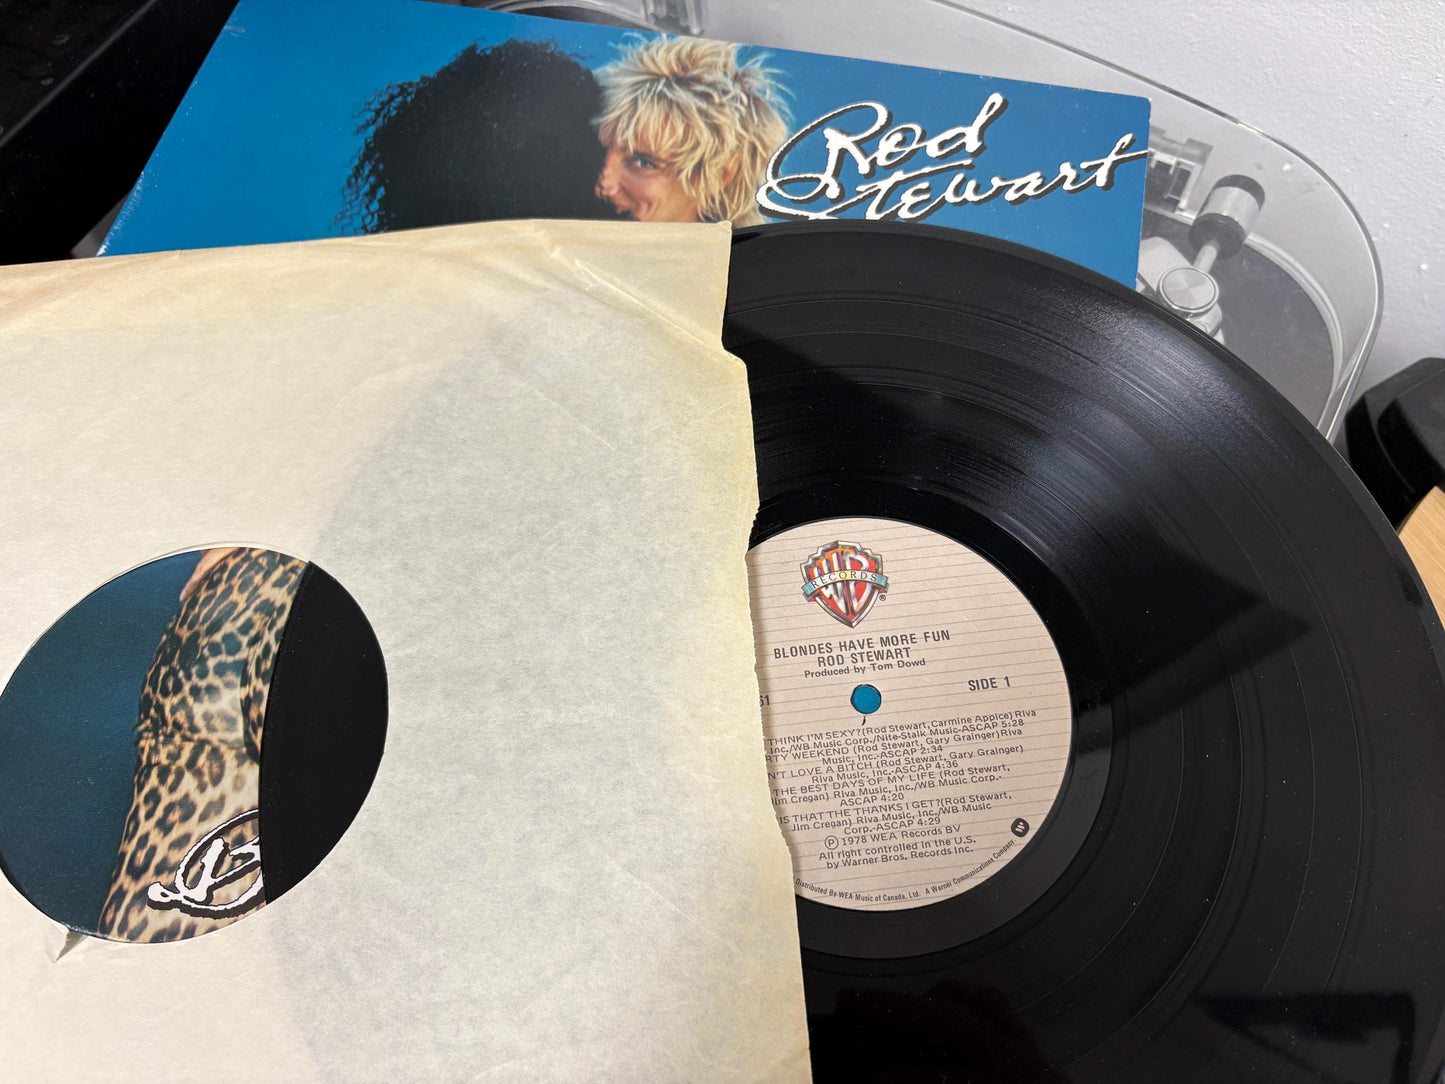 Rod
Stewart
WB
RECORDS
®
BLONDES HAVE MORE FUN
ROD STEWART
Produced by Tom Dowd
61 SIDE 1
THINK I'M SEXY? (Rod Stewart, Carmine Appice) Riva
Inc./WB Music Corp./Nite-Stalk Music-ASCAP 5:28
RTY WEEKEND (Rod Stewart, Gary Grainger) Riva
Music, Inc.-ASCAP 2:34
N'T LOVE A BITCH (Rod Stewart, Gary Grainger)
Riva Music, Inc.-ASCAP 4:36
THE BEST DAYS OF MY LIFE (Rod Stewart,
Jim Cregan) Riva Music, Inc./WB Music Corp.-
ASCAP 4:20
IS THAT THE THANKS I GET? (Rod Stewart,
Jim Cregan) Riva Music, Inc./WB Music
Corp.-ASCAP 4:29
Ⓟ 1978 WEA Records BV
All right controlled in the U.S.
by Warner Bros. Records Inc.
Distributed By WEA Music of Canada, Ltd. A Warner Communications Company